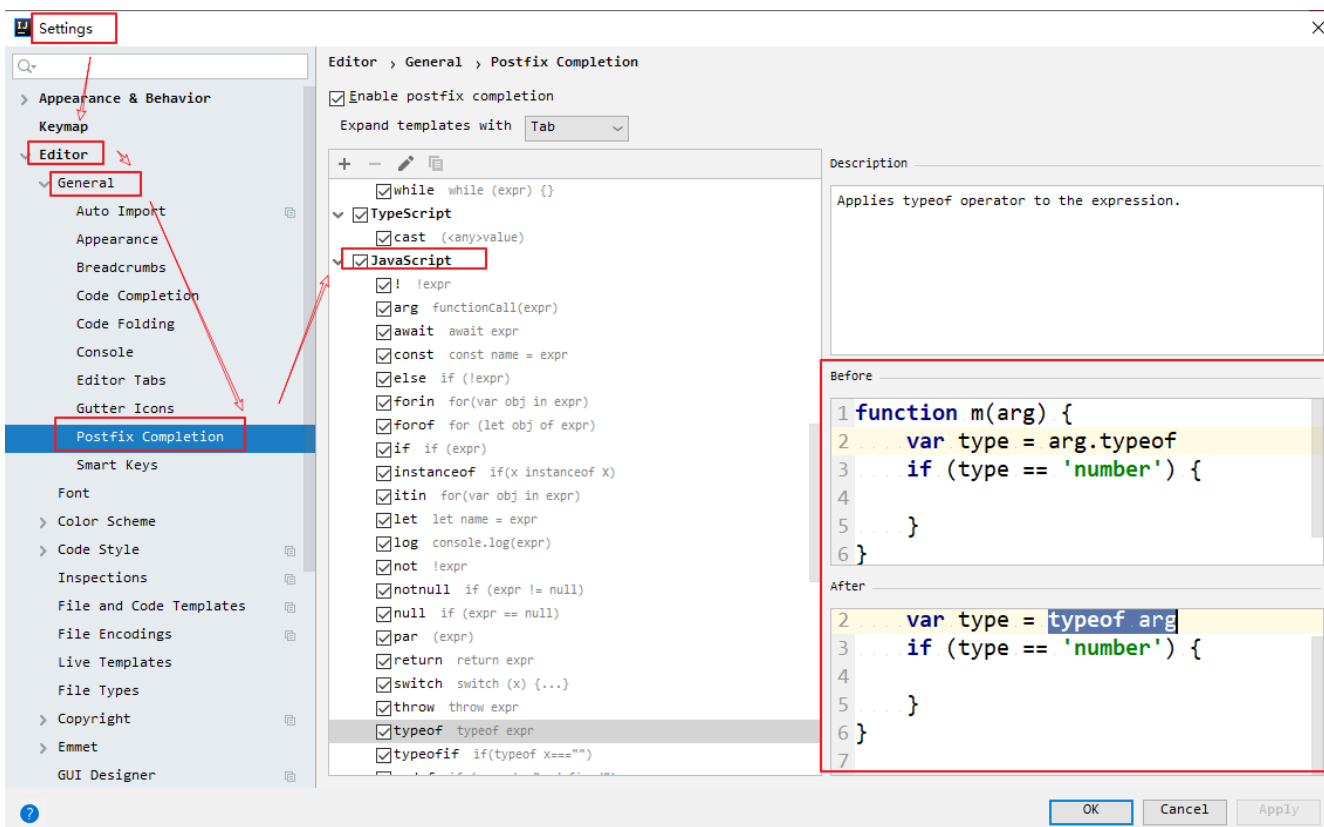 Settings
Appearance & Behavior
Keymap
Editor
General
Auto Import
Appearance
Breadcrumbs
Code Completion
Code Folding
Console
Editor Tabs
Gutter Icons
Postfix Completion
Smart Keys
Font
Color Scheme
Code Style
Inspections
File and Code Templates
File Encodings
Live Templates
File Types
Copyright
Emmet
GUI Designer
Editor › General › Postfix Completion
Enable postfix completion
Expand templates with Tab
while while (expr) {}
TypeScript
cast (<any>value)
JavaScript
! !expr
arg functionCall(expr)
await await expr
const const name = expr
else if (!expr)
forin for(var obj in expr)
forof for (let obj of expr)
if if (expr)
instanceof if(x instanceof X)
itin for(var obj in expr)
let let name = expr
log console.log(expr)
not !expr
notnull if (expr != null)
null if (expr == null)
par (expr)
return return expr
switch switch (x) {...}
throw throw expr
typeof typeof expr
typeofif if(typeof x==="")
Description
Applies typeof operator to the expression.
Before
1 function m(arg) {
2 var type = arg.typeof
3 if (type == 'number') {
4
5 }
6 }
After
2 var type = typeof arg
3 if (type == 'number') {
4
5 }
6 }
7
?
OK Cancel Apply